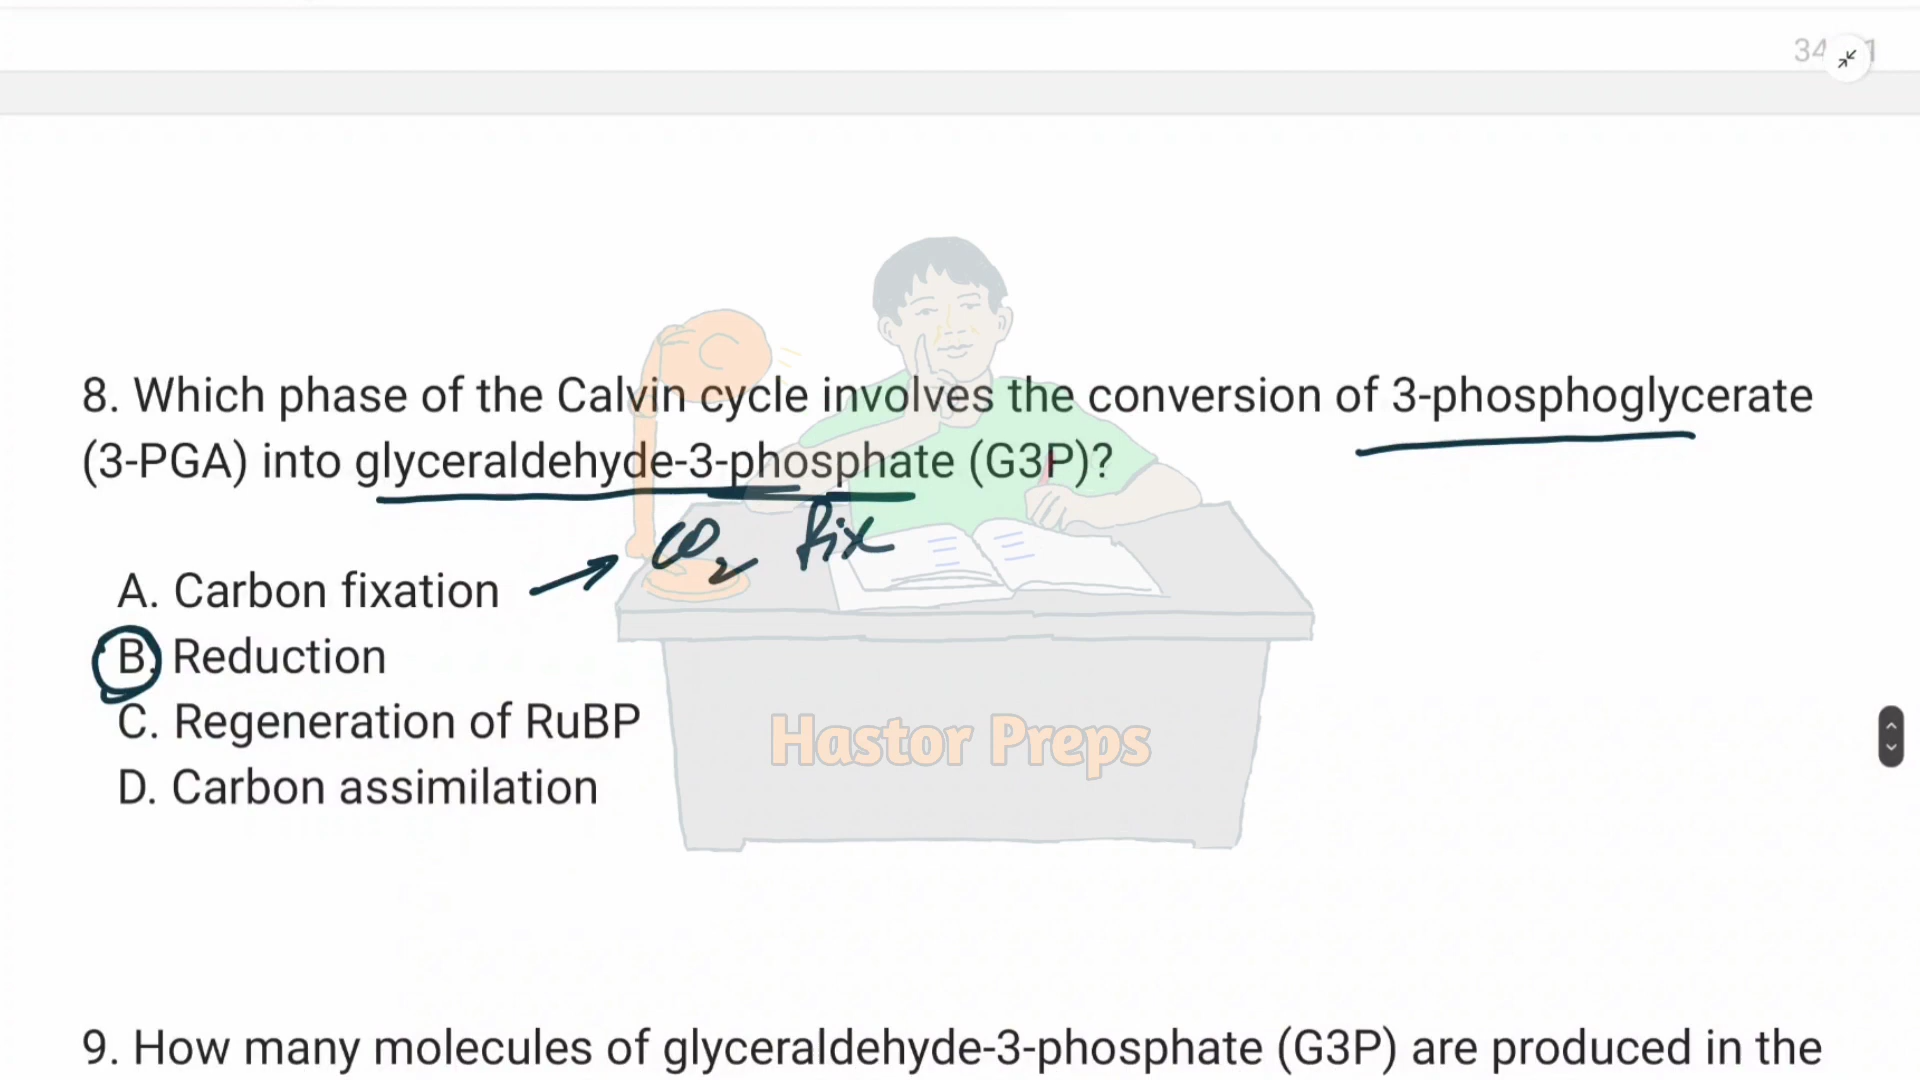 8. Which phase of the Calvin cycle involves the conversion of 3-phosphoglycerate
(3-PGA) into glyceraldehyde-3-phosphate (G3P)?
CO2 fix
A. Carbon fixation
B. Reduction
C. Regeneration of RuBP
D. Carbon assimilation
Hastor Preps
9. How many molecules of glyceraldehyde-3-phosphate (G3P) are produced in the